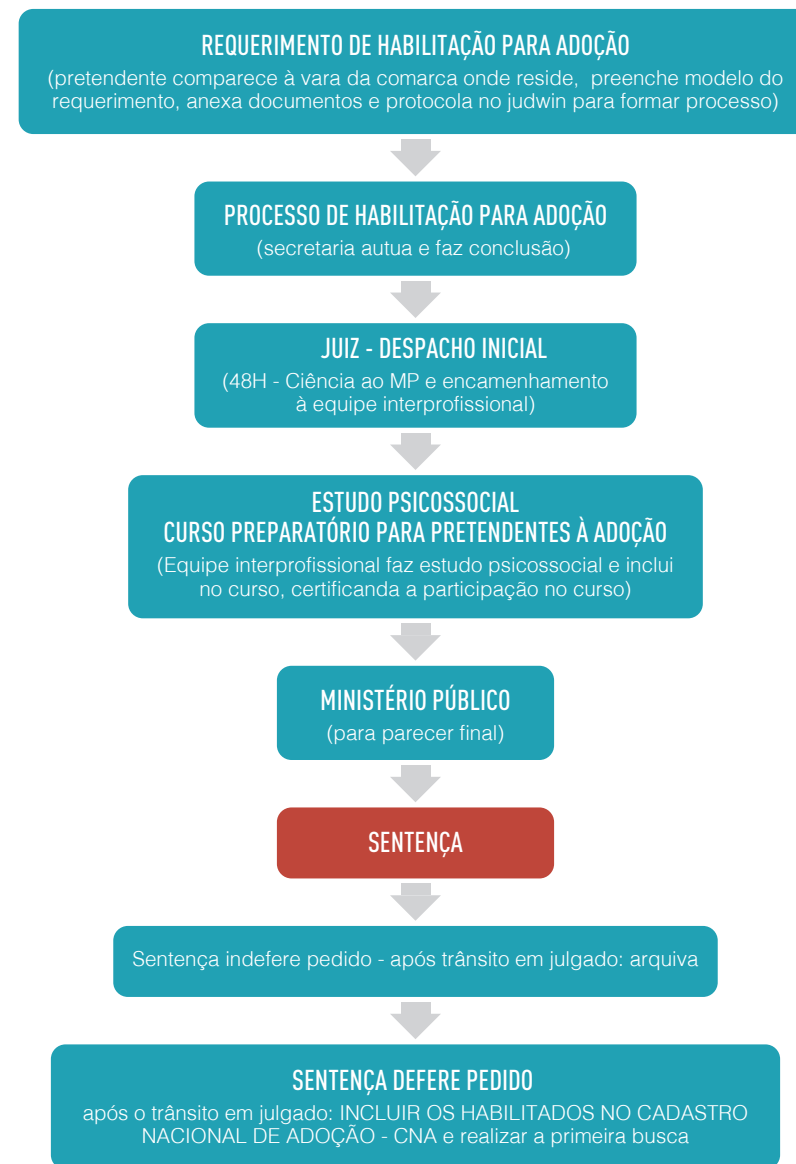 REQUERIMENTO DE HABILITAÇÃO PARA ADOÇÃO
(pretendente comparece à vara da comarca onde reside, preenche modelo do
requerimento, anexa documentos e protocola no judwin para formar processo)
PROCESSO DE HABILITAÇÃO PARA ADOÇÃO
(secretaria autua e faz conclusão)
JUIZ - DESPACHO INICIAL
(48H - Ciência ao MP e encamenhamento
à equipe interprofissional)
ESTUDO PSICOSSOCIAL
CURSO PREPARATÓRIO PARA PRETENDENTES À ADOÇÃO
(Equipe interprofissional faz estudo psicossocial e inclui
no curso, certificanda a participação no curso)
MINISTÉRIO PÚBLICO
(para parecer final)
SENTENÇA
Sentença indefere pedido - após trânsito em julgado: arquiva
SENTENÇA DEFERE PEDIDO
após o trânsito em julgado: INCLUIR OS HABILITADOS NO CADASTRO
NACIONAL DE ADOÇÃO - CNA e realizar a primeira busca